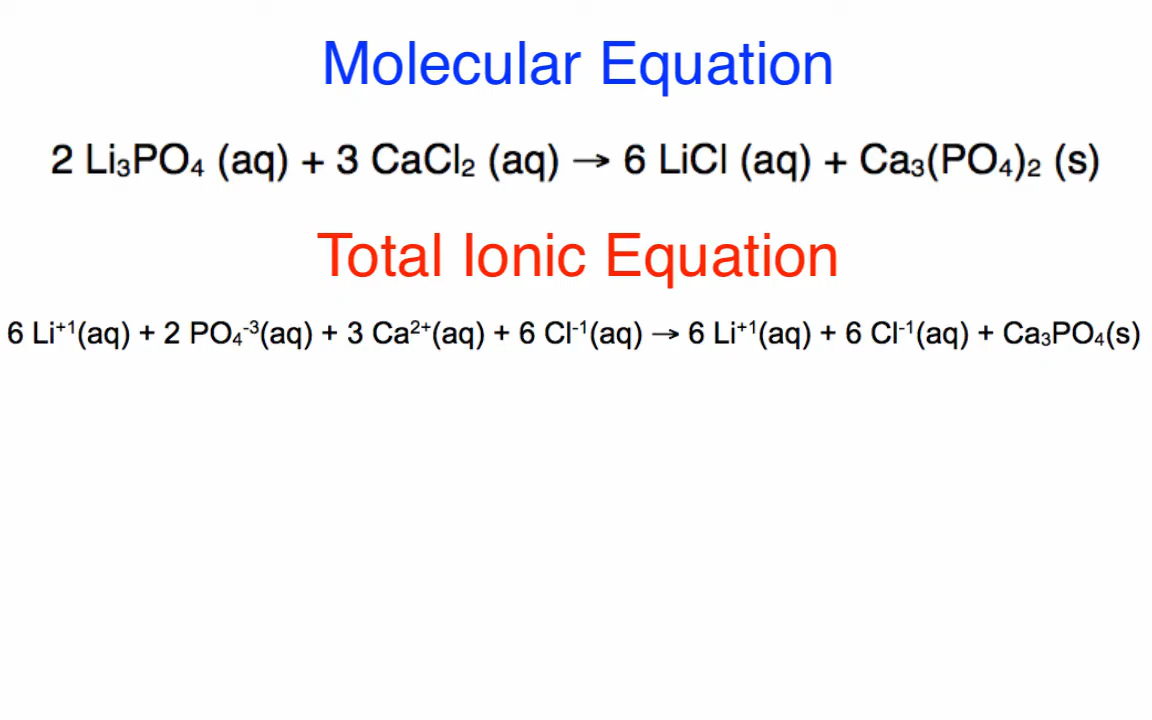 Molecular Equation
2 Li₃PO₄ (aq) + 3 CaCl₂ (aq) → 6 LiCl (aq) + Ca₃(PO₄)₂ (s)
Total Ionic Equation
6 Li⁺¹(aq) + 2 PO₄⁻³(aq) + 3 Ca²⁺(aq) + 6 Cl⁻¹(aq) → 6 Li⁺¹(aq) + 6 Cl⁻¹(aq) + Ca₃PO₄(s)